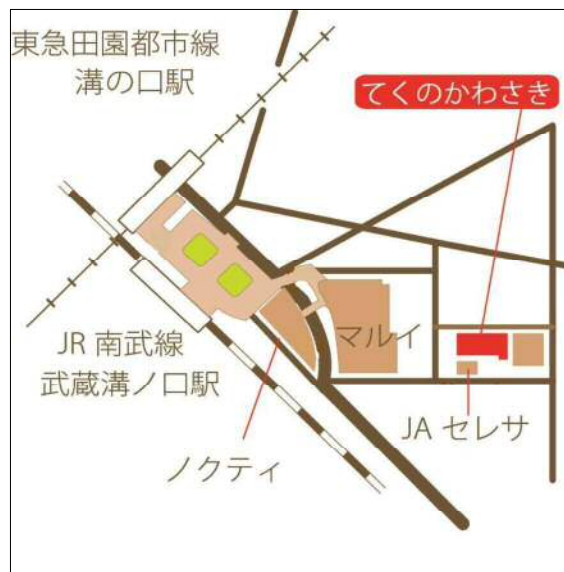 東急田園都市線
溝の口駅
てくのかわさき
マルイ
JR 南武線
武蔵溝ノ口駅
JA セレサ
ノクティ